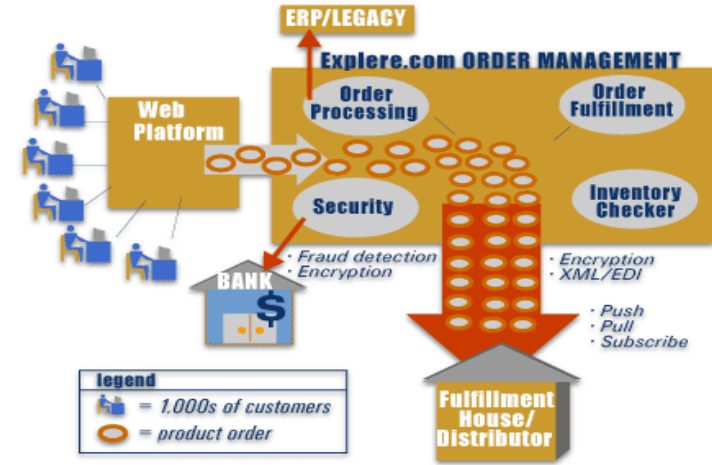 ERP/LEGACY
Explere.com ORDER MANAGEMENT
Web
Platform
Order
Processing
Order
Fulfillment
Security
Inventory
Checker
· Fraud detection
· Encryption
· Encryption
· XML/EDI
BANK
$
· Push
· Pull
· Subscribe
legend
= 1,000s of customers
= product order
Fulfillment
House/
Distributor